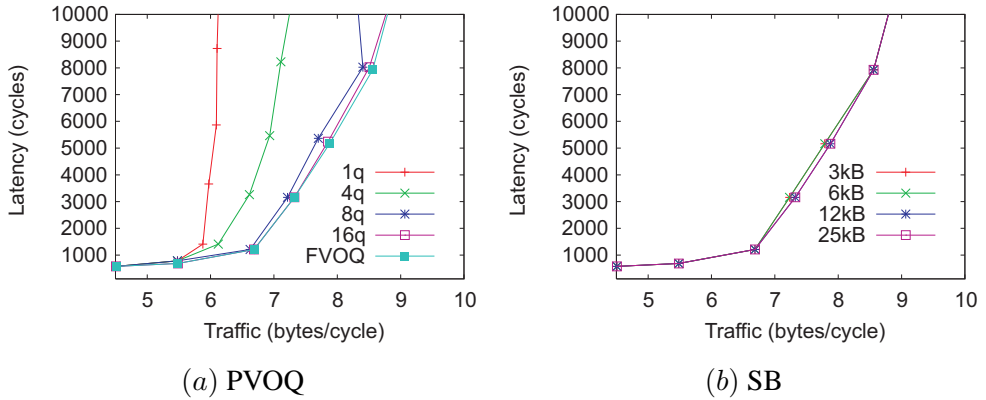 10000
9000
8000
7000
6000
5000
4000
3000
2000
1000
Latency (cycles)
1q
4q
8q
16q
FVOQ
5 6 7 8 9 10
Traffic (bytes/cycle)
(a) PVOQ
10000
9000
8000
7000
6000
5000
4000
3000
2000
1000
Latency (cycles)
3kB
6kB
12kB
25kB
5 6 7 8 9 10
Traffic (bytes/cycle)
(b) SB